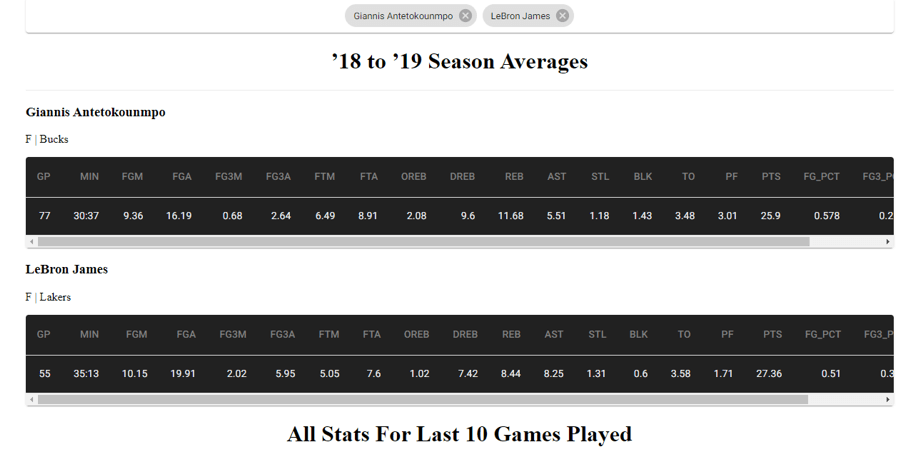 Giannis Antetokounmpo LeBron James
’18 to ’19 Season Averages
Giannis Antetokounmpo
F | Bucks
GP MIN FGM FGA FG3M FG3A FTM FTA OREB DREB REB AST STL BLK TO PF PTS FG_PCT
77 30:37 9.36 16.19 0.68 2.64 6.49 8.91 2.08 9.6 11.68 5.51 1.18 1.43 3.48 3.01 25.9 0.578 0.2
LeBron James
F | Lakers
GP MIN FGM FGA FG3M FG3A FTM FTA OREB DREB REB AST STL BLK TO PF PTS FG_PCT FG3_P
55 35:13 10.15 19.91 2.02 5.95 5.05 7.6 1.02 7.42 8.44 8.25 1.31 0.6 3.58 1.71 27.36 0.51 0.3
All Stats For Last 10 Games Played